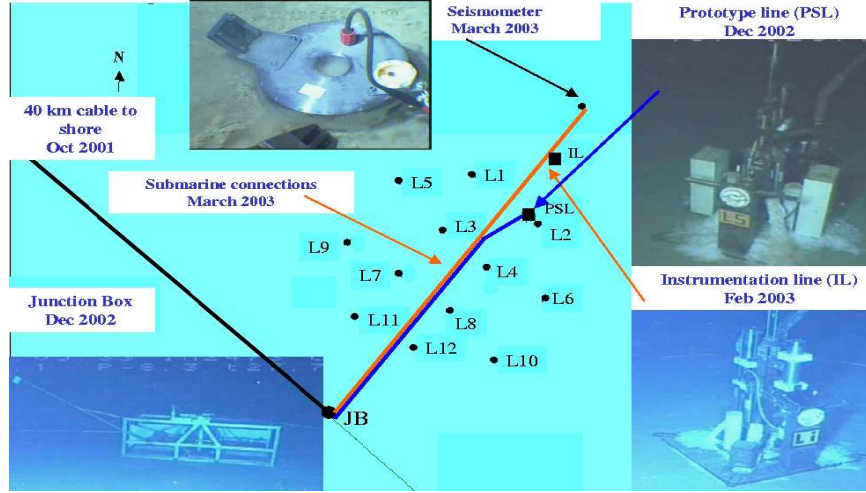 Seismometer
March 2003
Prototype line (PSL)
Dec 2002
N
40 km cable to
shore
Oct 2001
IL
L1
L5
Submarine connections
March 2003
PSL
L2
L3
L9
L4
L7
Instrumentation line (IL)
Feb 2003
Junction Box
Dec 2002
L6
L8
L11
L12
L10
JB
LS
Li